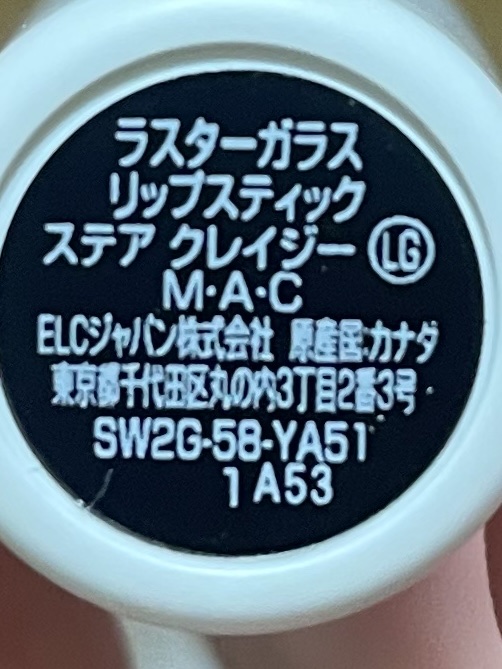 ラスターガラス
リップスティック
ステア クレイジー LG
M·A·C
ELCジャパン株式会社 原産国:カナダ
東京都千代田区丸の内3丁目2番3号
SW2G-58-YA51
1A53